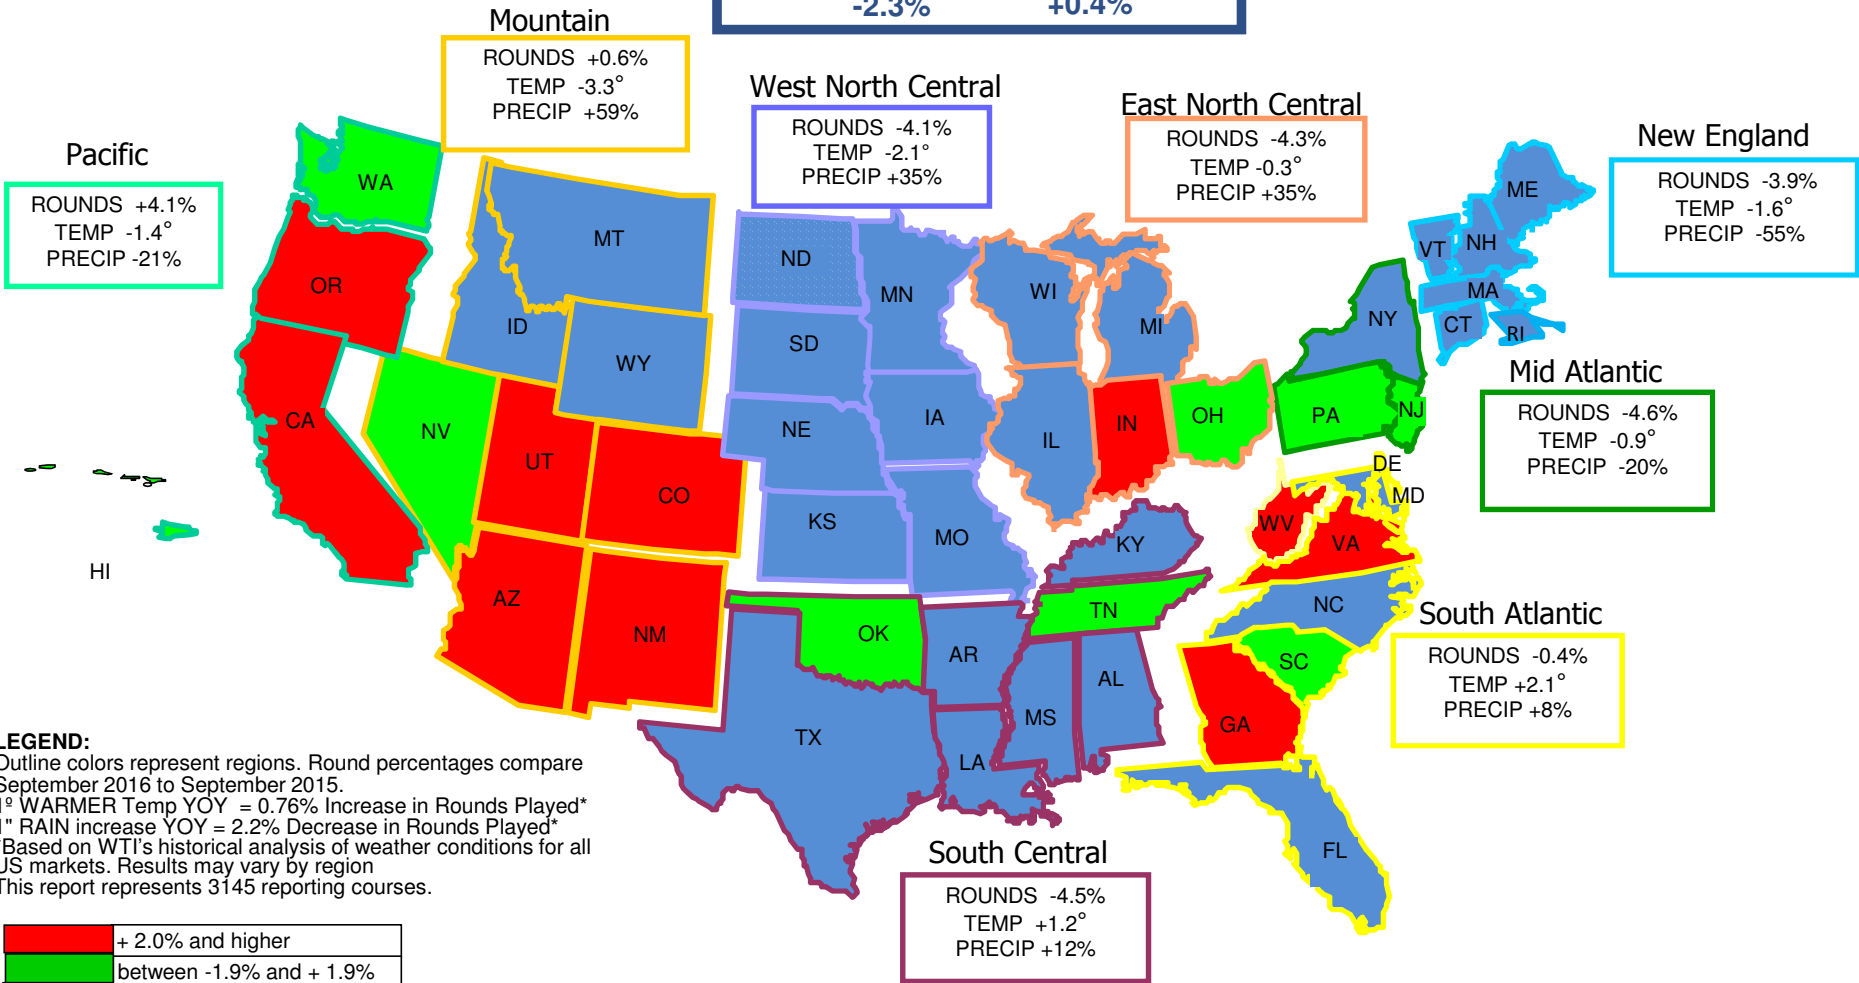 -2.3% +0.4%
Mountain
ROUNDS +0.6%
TEMP -3.3°
PRECIP +59%
West North Central
ROUNDS -4.1%
TEMP -2.1°
PRECIP +35%
East North Central
ROUNDS -4.3%
TEMP -0.3°
PRECIP +35%
New England
ROUNDS -3.9%
TEMP -1.6°
PRECIP -55%
Pacific
ROUNDS +4.1%
TEMP -1.4°
PRECIP -21%
Mid Atlantic
ROUNDS -4.6%
TEMP -0.9°
PRECIP -20%
South Atlantic
ROUNDS -0.4%
TEMP +2.1°
PRECIP +8%
South Central
ROUNDS -4.5%
TEMP +1.2°
PRECIP +12%
WA
OR
CA
HI
MT
ID
WY
NV
UT
CO
AZ
NM
ND
SD
NE
KS
MN
IA
MO
WI
MI
IL
IN
OH
KY
TN
OK
AR
TX
LA
MS
AL
ME
VT
NH
MA
CT
RI
NY
PA
NJ
DE
MD
WV
VA
NC
SC
GA
FL
LEGEND:
Outline colors represent regions. Round percentages compare
September 2016 to September 2015.
1º WARMER Temp YOY = 0.76% Increase in Rounds Played*
1" RAIN increase YOY = 2.2% Decrease in Rounds Played*
*Based on WTI's historical analysis of weather conditions for all
US markets. Results may vary by region
This report represents 3145 reporting courses.
+ 2.0% and higher
between -1.9% and + 1.9%